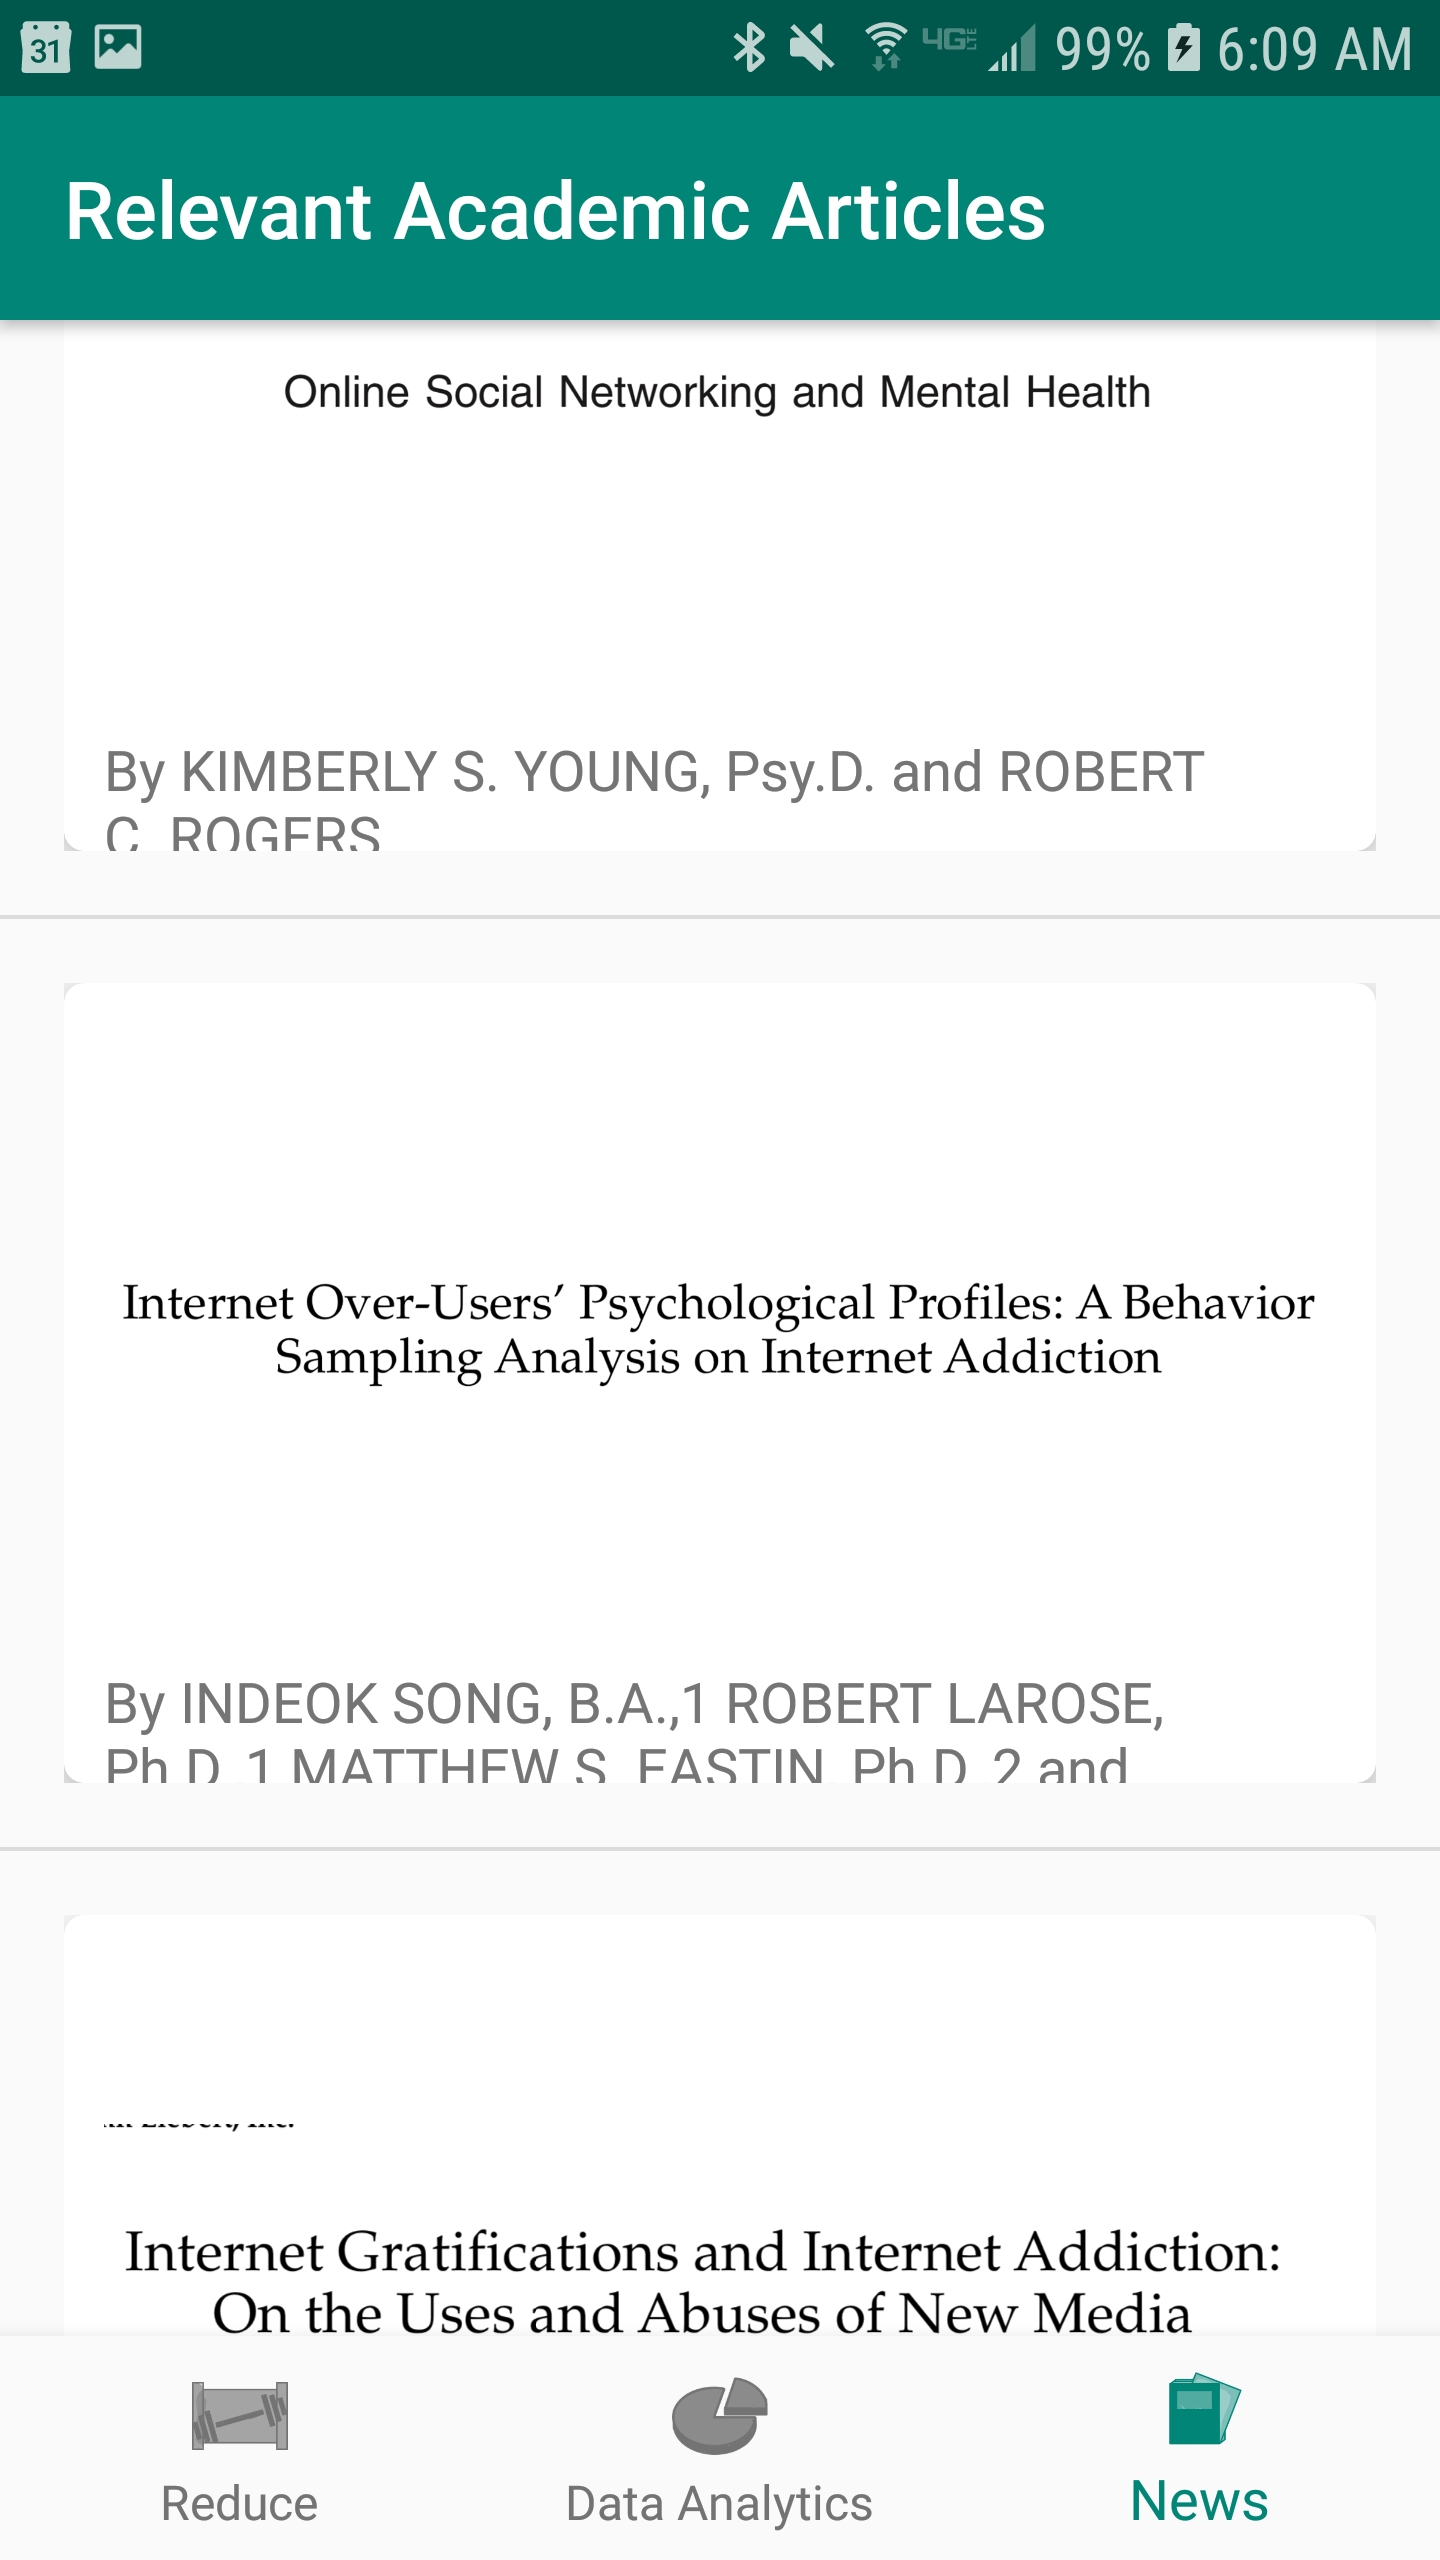 31
4G LTE 99% 6:09 AM
Relevant Academic Articles
Online Social Networking and Mental Health
By KIMBERLY S. YOUNG, Psy.D. and ROBERT
C. ROGERS
Internet Over-Users’ Psychological Profiles: A Behavior
Sampling Analysis on Internet Addiction
By INDEOK SONG, B.A.,1 ROBERT LAROSE,
Ph.D.,1 MATTHEW S. EASTIN, Ph.D.,2 and
Inc.
Internet Gratifications and Internet Addiction:
On the Uses and Abuses of New Media
Reduce
Data Analytics
News